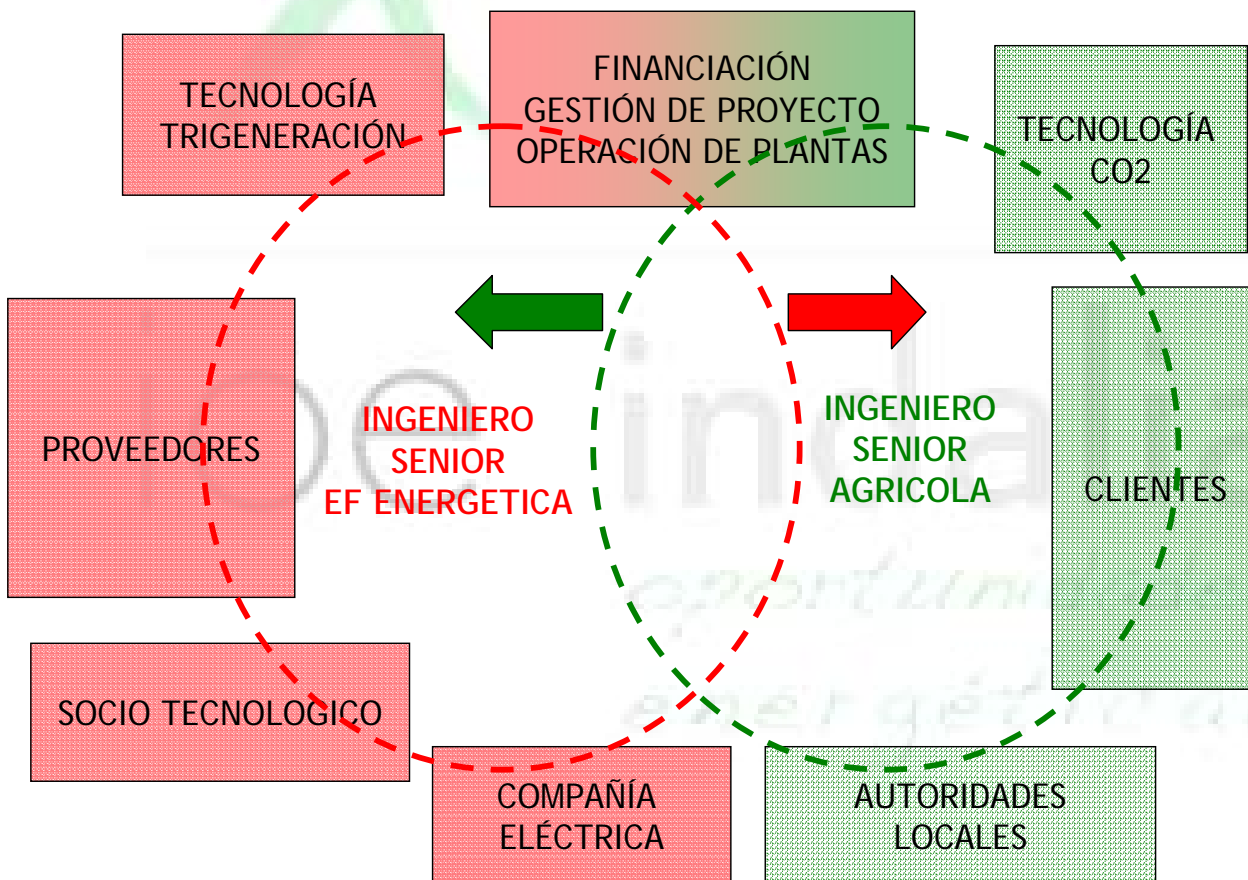 TECNOLOGÍA
TRIGENERACIÓN
FINANCIACIÓN
GESTIÓN DE PROYECTO
OPERACIÓN DE PLANTAS
TECNOLOGÍA
CO2
PROVEEDORES
INGENIERO
SENIOR
EF ENERGETICA
INGENIERO
SENIOR
AGRICOLA
CLIENTES
SOCIO TECNOLOGICO
COMPAÑÍA
ELÉCTRICA
AUTORIDADES
LOCALES